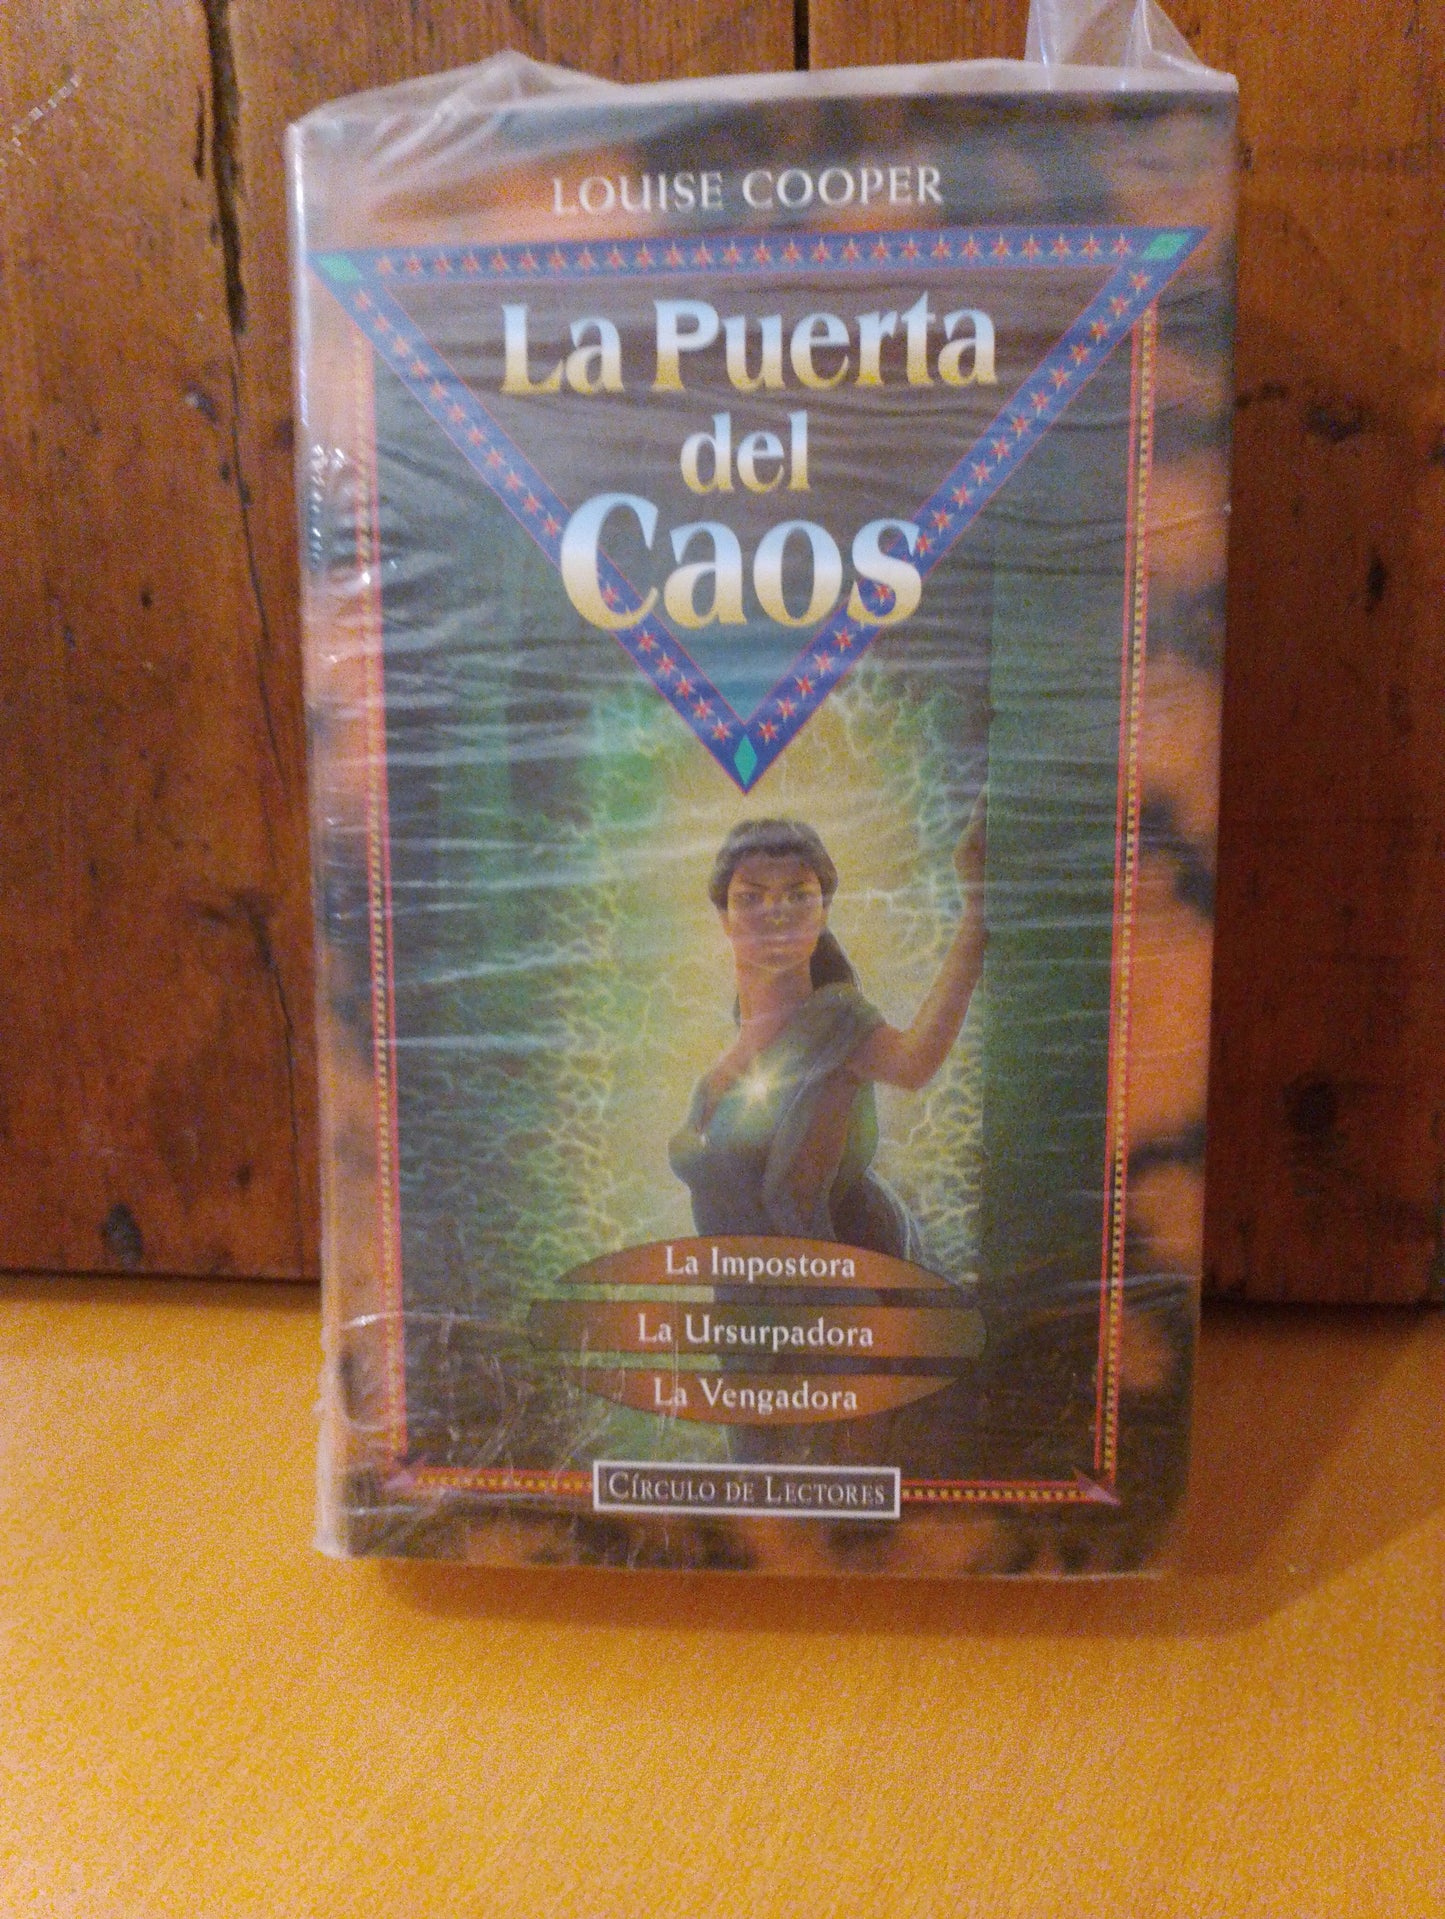 LOUISE COOPER
La Puerta
del
Caos
La Impostora
La Ursurpadora
La Vengadora
CÍRCULO DE LECTORES